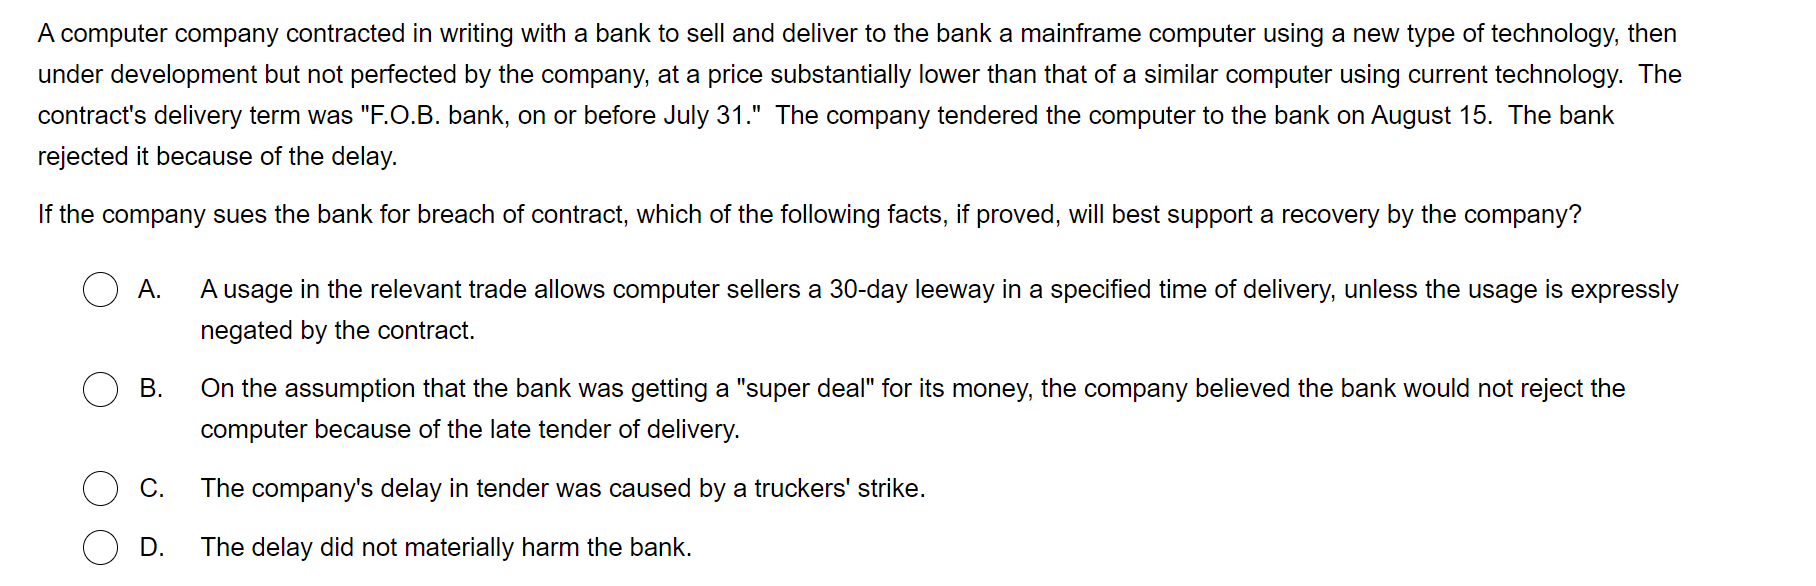 A computer company contracted in writing with a bank to sell and deliver to the bank a mainframe computer using a new type of technology, then
under development but not perfected by the company, at a price substantially lower than that of a similar computer using current technology.  The
contract's delivery term was "F.O.B. bank, on or before July 31."  The company tendered the computer to the bank on August 15.  The bank
rejected it because of the delay.
If the company sues the bank for breach of contract, which of the following facts, if proved, will best support a recovery by the company?
A. A usage in the relevant trade allows computer sellers a 30-day leeway in a specified time of delivery, unless the usage is expressly
negated by the contract.
B. On the assumption that the bank was getting a "super deal" for its money, the company believed the bank would not reject the
computer because of the late tender of delivery.
C. The company's delay in tender was caused by a truckers' strike.
D. The delay did not materially harm the bank.